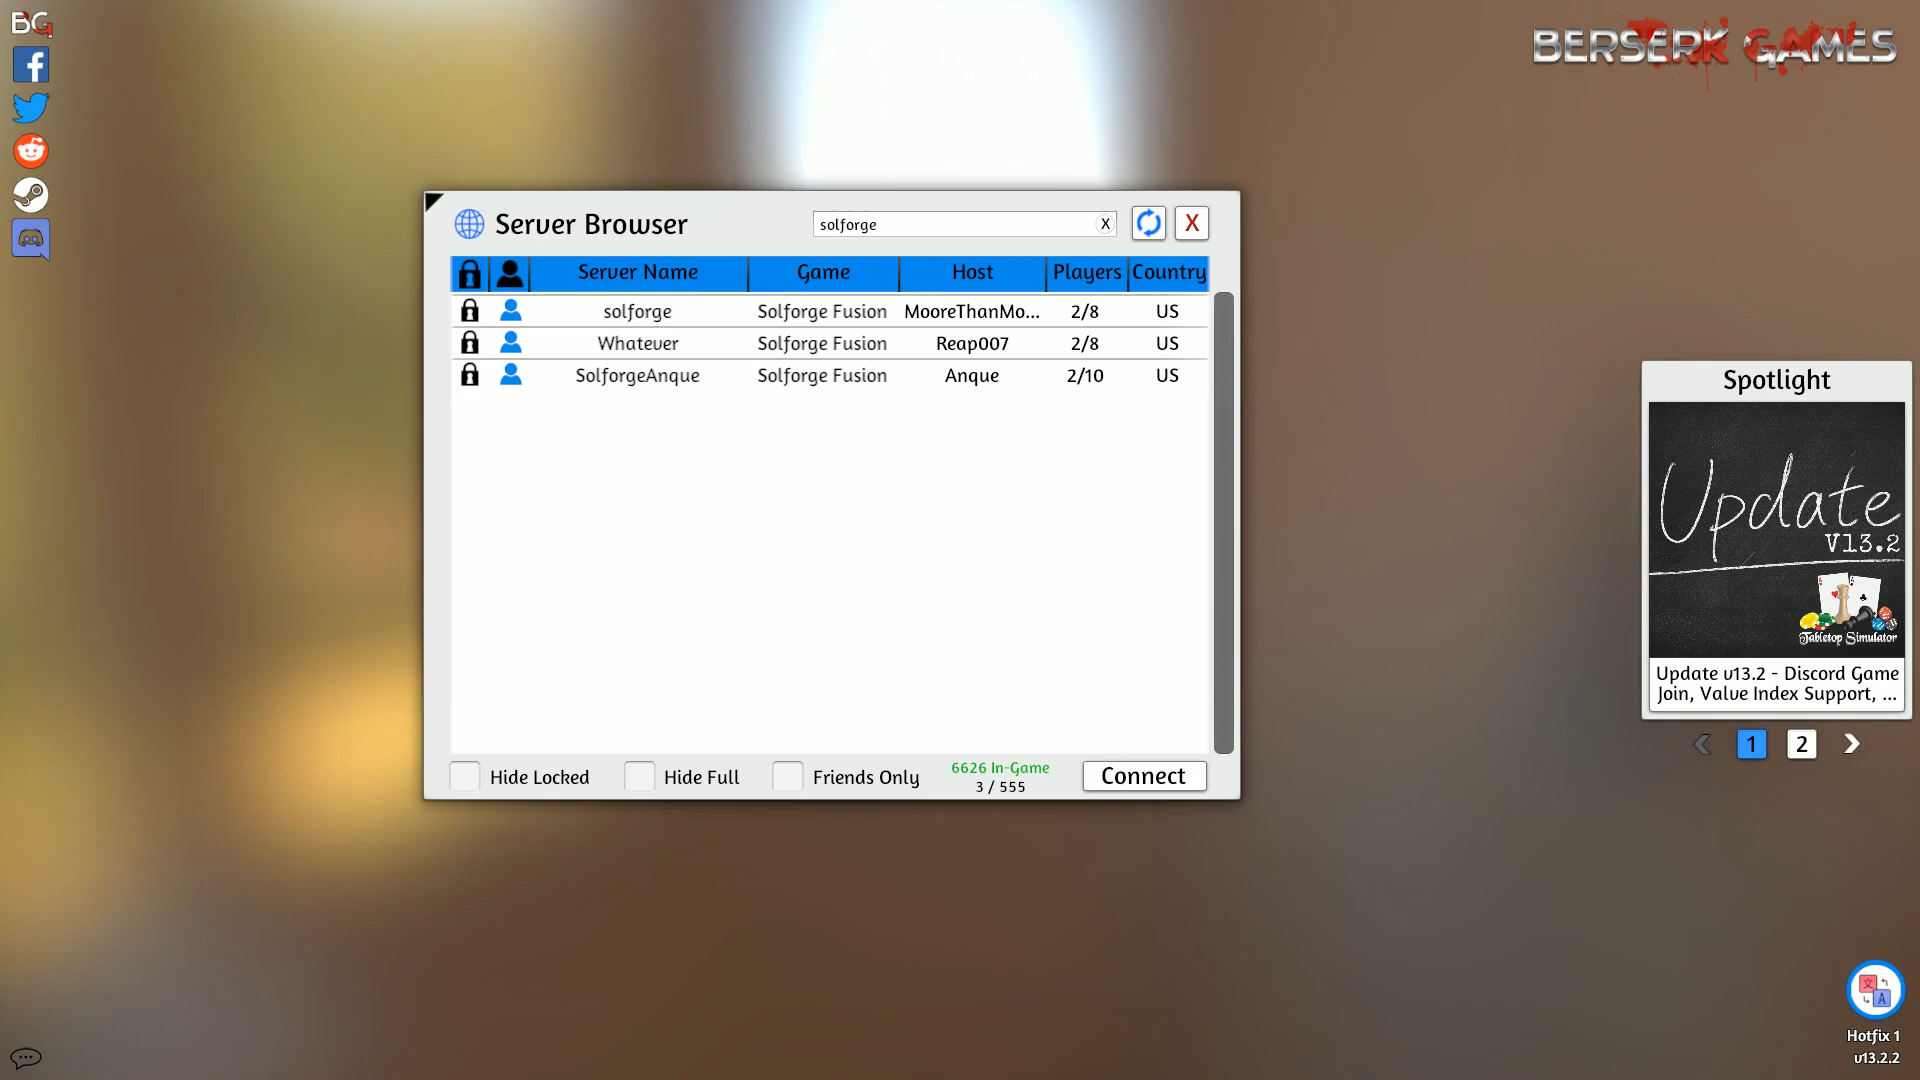 BG
BERSERK GAMES
Server Browser
solforge
X
X
Server Name Game Host Players Country
solforge Solforge Fusion MooreThanMo... 2/8 US
Whatever Solforge Fusion Reap007 2/8 US
SolforgeAnque Solforge Fusion Anque 2/10 US
Hide Locked
Hide Full
Friends Only
6626 In-Game
3 / 555
Connect
Spotlight
Update
V13.2
Tabletop Simulator
Update v13.2 - Discord Game
Join, Value Index Support, ...
1
2
文
A
Hotfix 1
v13.2.2